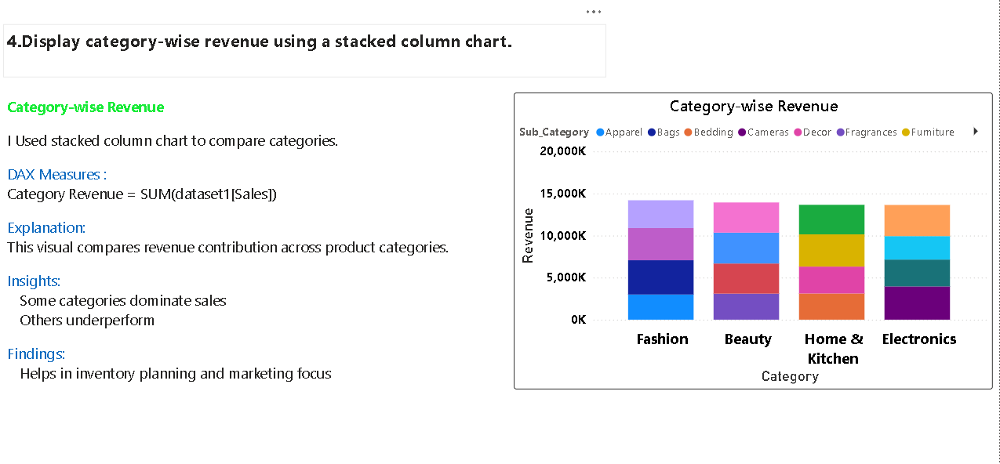 4.Display category-wise revenue using a stacked column chart.
Category-wise Revenue
I Used stacked column chart to compare categories.
DAX Measures :
Category Revenue = SUM(dataset1[Sales])
Explanation:
This visual compares revenue contribution across product categories.
Insights:
Some categories dominate sales
Others underperform
Findings:
Helps in inventory planning and marketing focus
Category-wise Revenue
Sub_Category Apparel Bags Bedding Cameras Decor Fragrances Furniture
20,000K
15,000K
10,000K
5,000K
0K
Revenue
Fashion Beauty Home & Electronics
Kitchen
Category